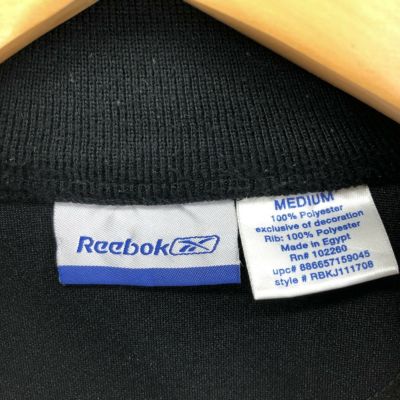 Reebok
MEDIUM
100% Polyester
exclusive of decoration
Rib: 100% Polyester
Made in Egypt
Rn# 102260
upc# 886657159045
style # RBKJ111708